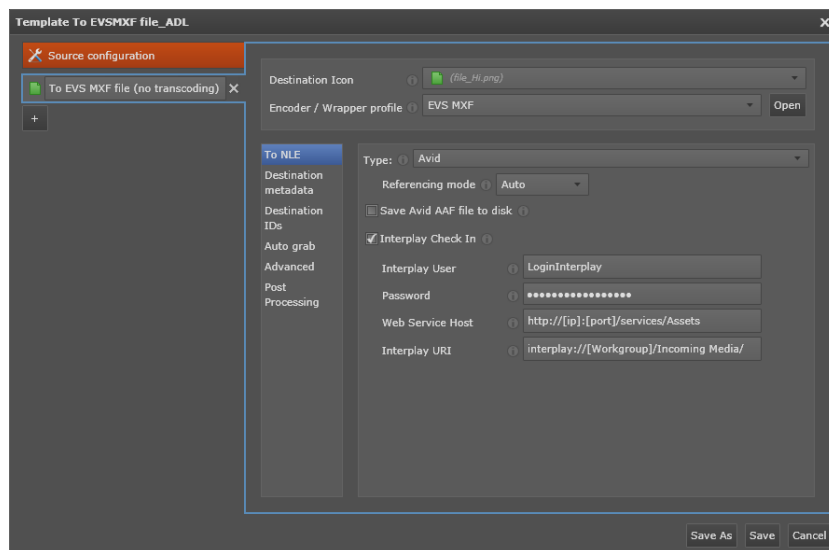 Template To EVSMXF file_ADL
x
Source configuration
To EVS MXF file (no transcoding) X
+
Destination Icon (file_Hi.png)
Encoder / Wrapper profile EVS MXF Open
To NLE
Destination
metadata
Destination
IDs
Auto grab
Advanced
Post
Processing
Type: Avid
Referencing mode Auto
Save Avid AAF file to disk
Interplay Check In
Interplay User LoginInterplay
Password •••••••••••••••••
Web Service Host http://[ip]:[port]/services/Assets
Interplay URI interplay://[Workgroup]/Incoming Media/
Save As Save Cancel